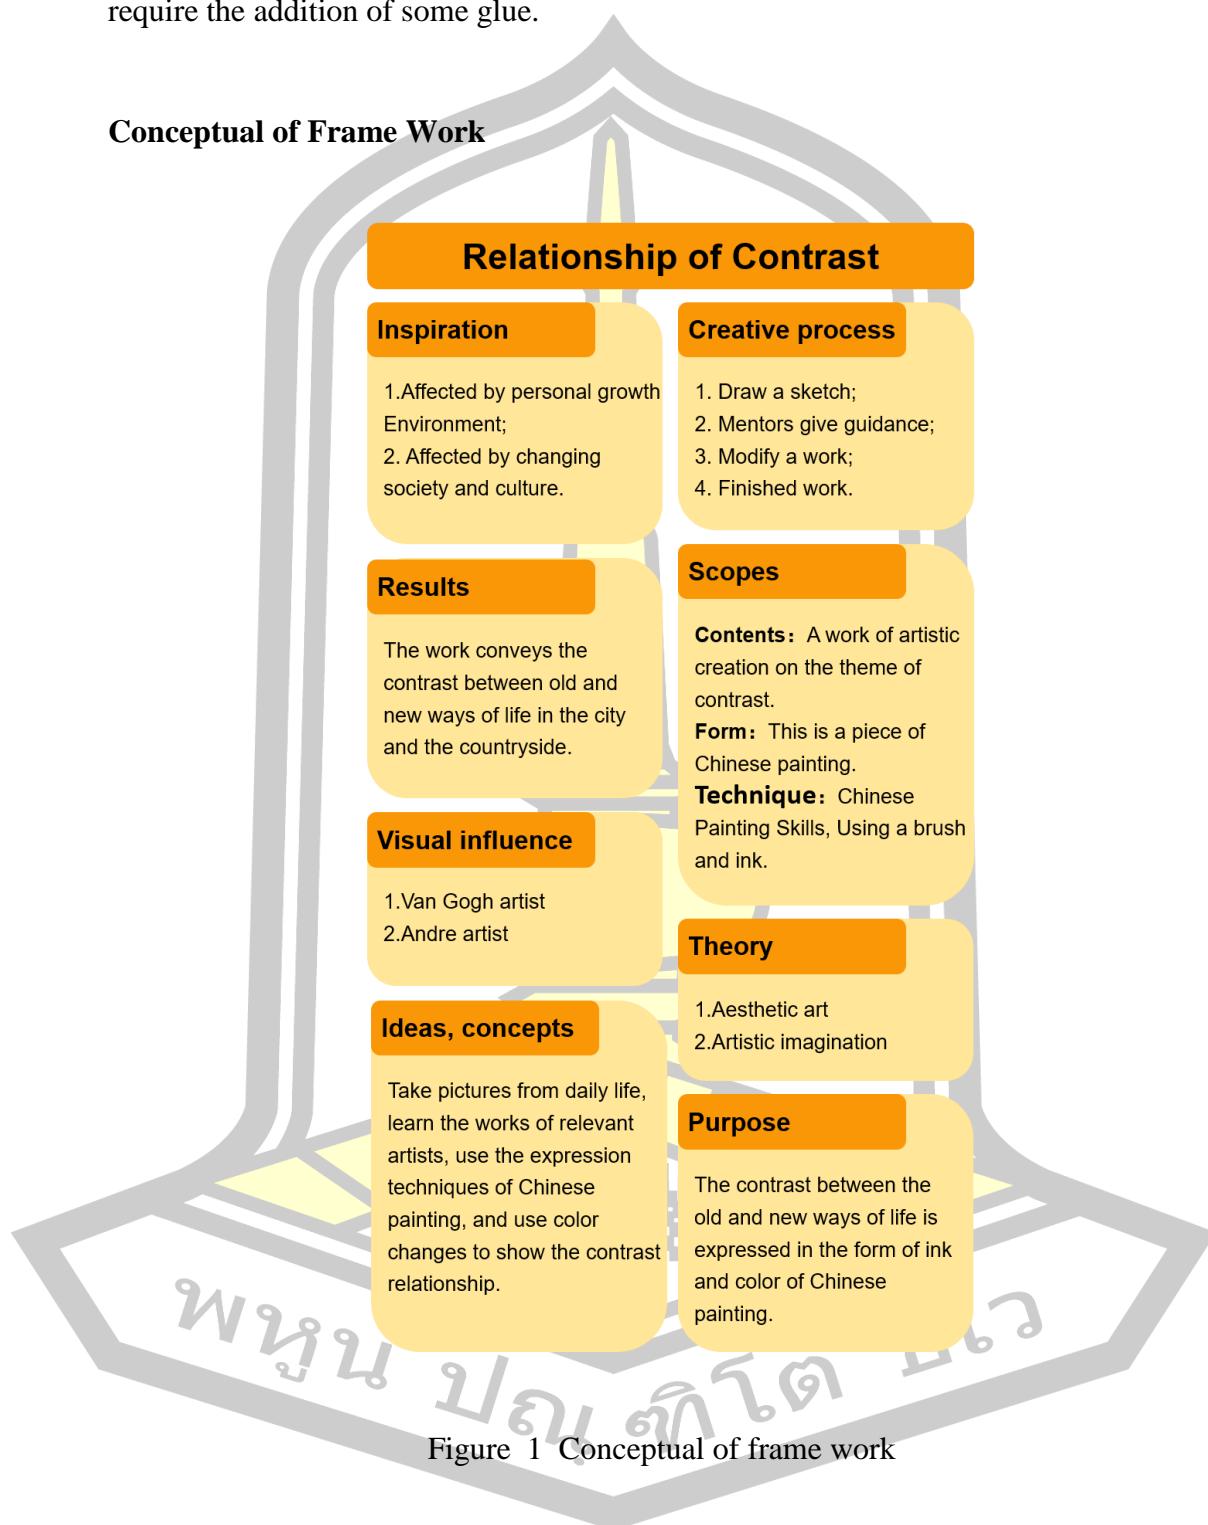 require the addition of some glue.
Conceptual of Frame Work
Relationship of Contrast
Inspiration
1.Affected by personal growth
Environment;
2. Affected by changing
society and culture.
Results
The work conveys the
contrast between old and
new ways of life in the city
and the countryside.
Visual influence
1.Van Gogh artist
2.Andre artist
Ideas, concepts
Take pictures from daily life,
learn the works of relevant
artists, use the expression
techniques of Chinese
painting, and use color
changes to show the contrast
relationship.
Creative process
1. Draw a sketch;
2. Mentors give guidance;
3. Modify a work;
4. Finished work.
Scopes
Contents：A work of artistic
creation on the theme of
contrast.
Form：This is a piece of
Chinese painting.
Technique：Chinese
Painting Skills, Using a brush
and ink.
Theory
1.Aesthetic art
2.Artistic imagination
Purpose
The contrast between the
old and new ways of life is
expressed in the form of ink
and color of Chinese
painting.
พหูน ปณฺ ฑิโต
Figure 1 Conceptual of frame work